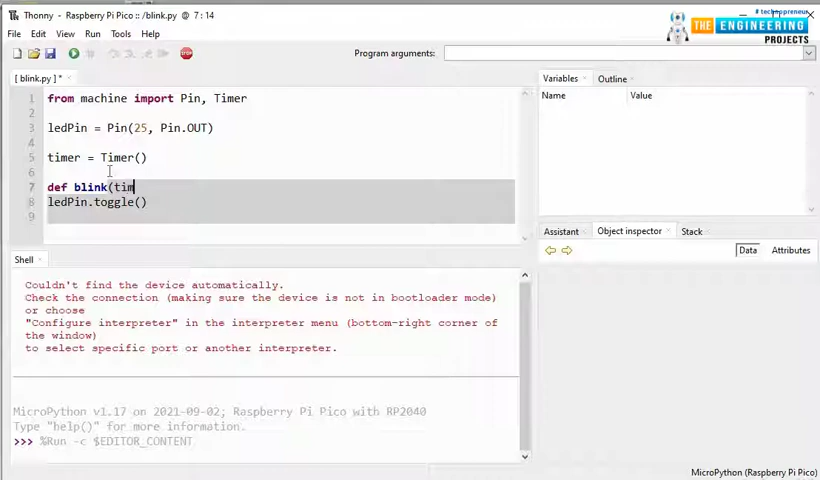 Thonny - Raspberry Pi Pico :: /blink.py @ 7 : 14
# technopreneur
THE
ENGINEERING
PROJECTS
File Edit View Run Tools Help
Program arguments:
[ blink.py ] *
1 from machine import Pin, Timer
2
3 ledPin = Pin(25, Pin.OUT)
4
5 timer = Timer()
6
7 def blink(tim
8 ledPin.toggle()
9
Variables
Outline
Name Value
Assistant
Object inspector
Stack
Data Attributes
Shell
Couldn't find the device automatically.
Check the connection (making sure the device is not in bootloader mode)
or choose
"Configure interpreter" in the interpreter menu (bottom-right corner of
the window)
to select specific port or another interpreter.
MicroPython v1.17 on 2021-09-02; Raspberry Pi Pico with RP2040
Type "help()" for more information.
>>> %Run -c $EDITOR_CONTENT
MicroPython (Raspberry Pi Pico)